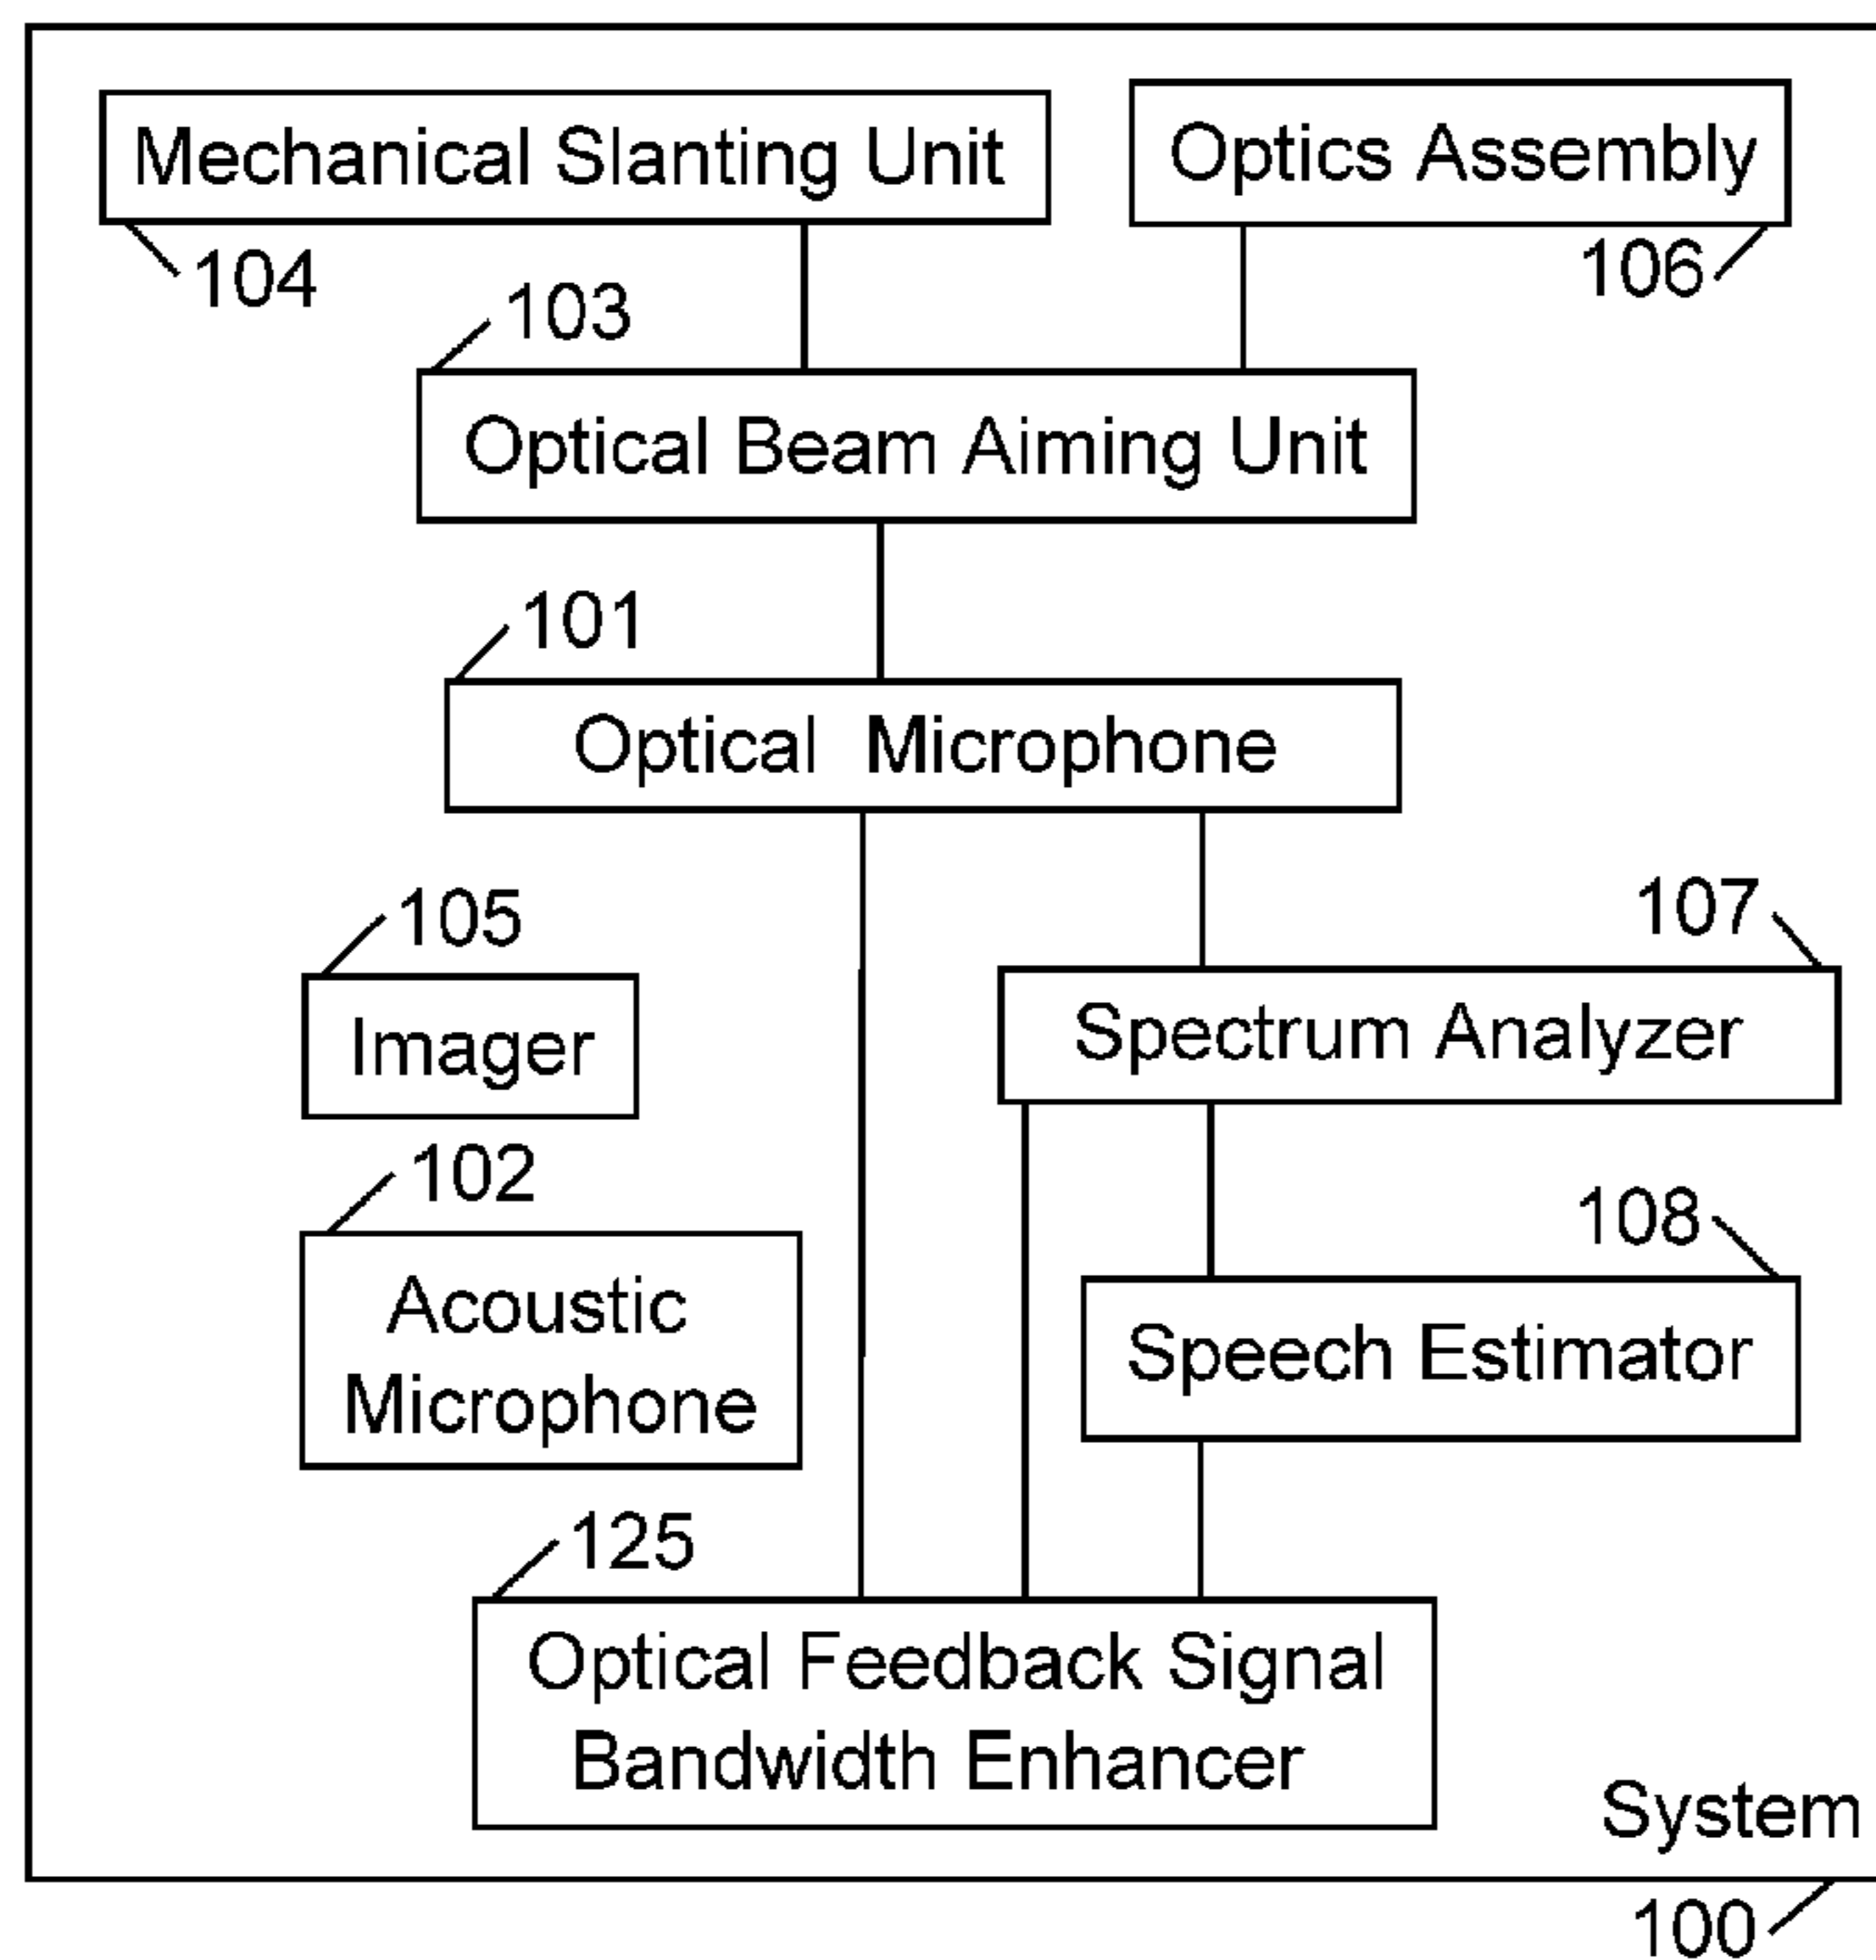 Mechanical Slanting Unit
Optics Assembly
104
106
103
Optical Beam Aiming Unit
101
Optical Microphone
105
107
Imager
Spectrum Analyzer
102
108
Acoustic
Microphone
Speech Estimator
125
Optical Feedback Signal
Bandwidth Enhancer
System
100